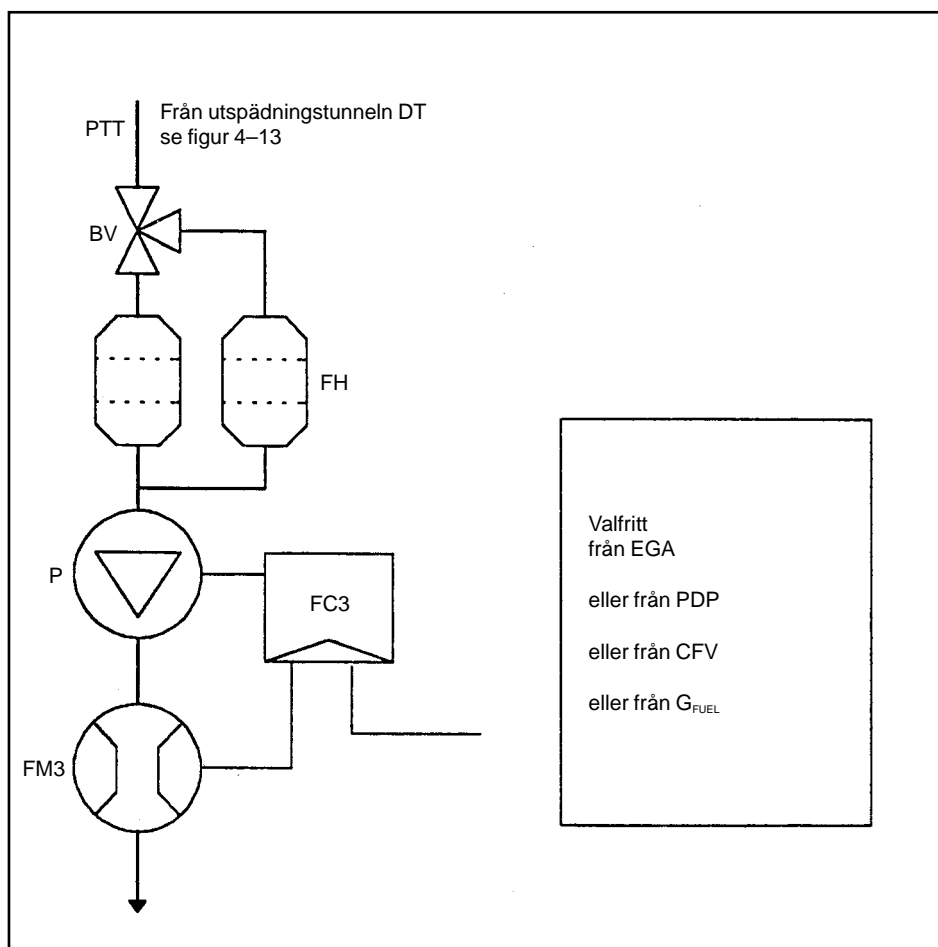 Från utspädningstunneln DT
se figur 4–13
PTT
BV
FH
P
FC3
FM3
Valfritt
från EGA
eller från PDP
eller från CFV
eller från GFUEL